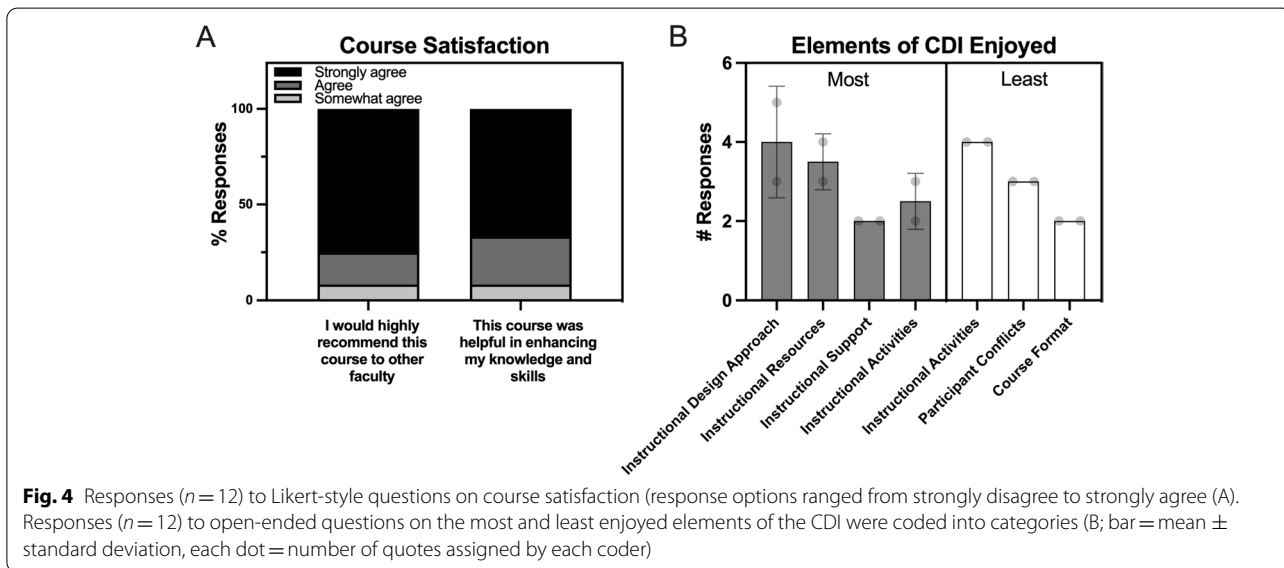 A
Course Satisfaction
Strongly agree
Agree
Somewhat agree
% Responses
100
50
0
I would highly
recommend this
course to other
faculty
This course was
helpful in enhancing
my knowledge and
skills
B
Elements of CDI Enjoyed
Most
Least
# Responses
6
4
2
0
Instructional Design Approach
Instructional Resources
Instructional Support
Instructional Activities
Instructional Activities
Participant Conflicts
Course Format
Fig. 4 Responses (n = 12) to Likert-style questions on course satisfaction (response options ranged from strongly disagree to strongly agree (A).
Responses (n = 12) to open-ended questions on the most and least enjoyed elements of the CDI were coded into categories (B; bar = mean ±
standard deviation, each dot = number of quotes assigned by each coder)